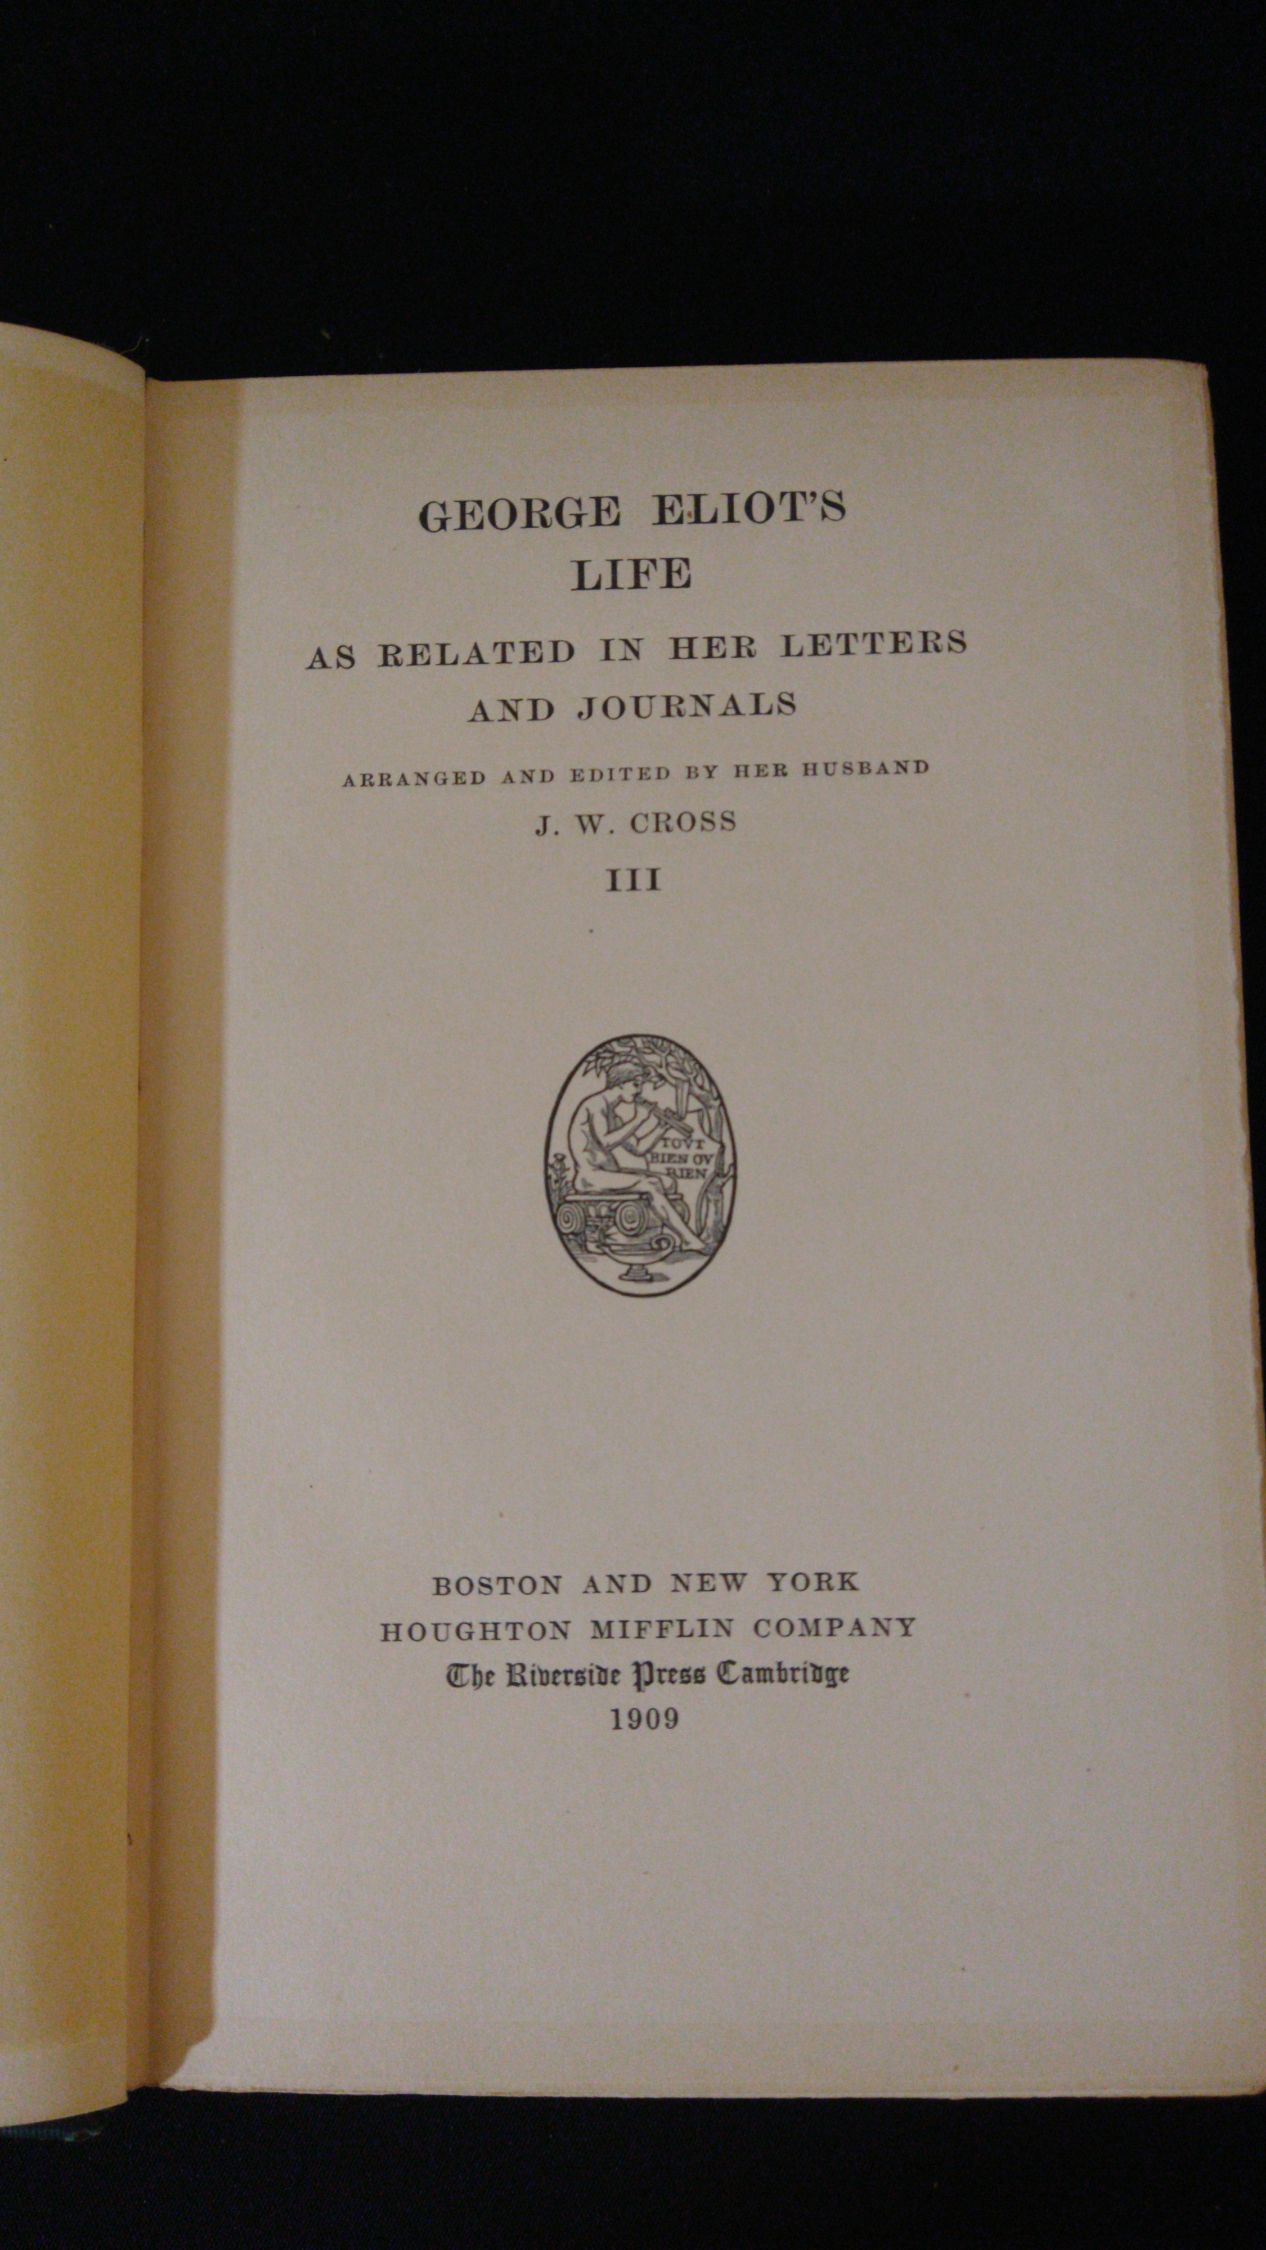 GEORGE ELIOT'S
LIFE
AS RELATED IN HER LETTERS
AND JOURNALS
ARRANGED AND EDITED BY HER HUSBAND
J. W. CROSS
III
TOVT
BIEN OV
RIEN
BOSTON AND NEW YORK
HOUGHTON MIFFLIN COMPANY
The Riverside Press Cambridge
1909